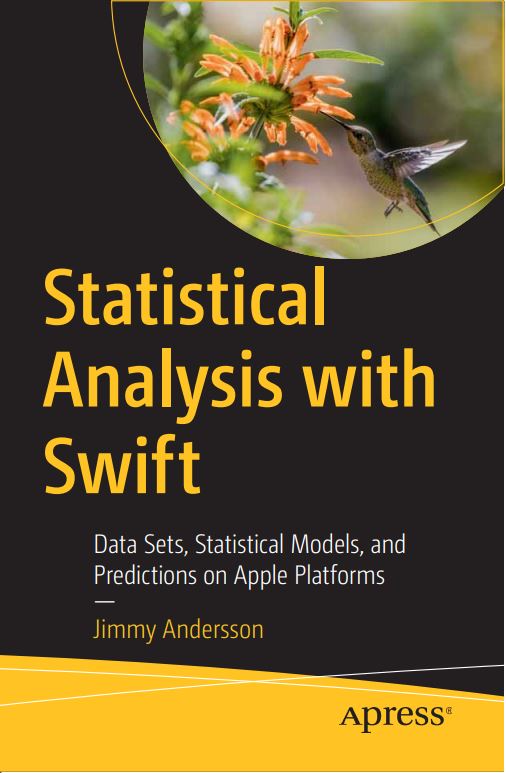 Statistical
Analysis with
Swift
Data Sets, Statistical Models, and
Predictions on Apple Platforms
—
Jimmy Andersson
Apress®